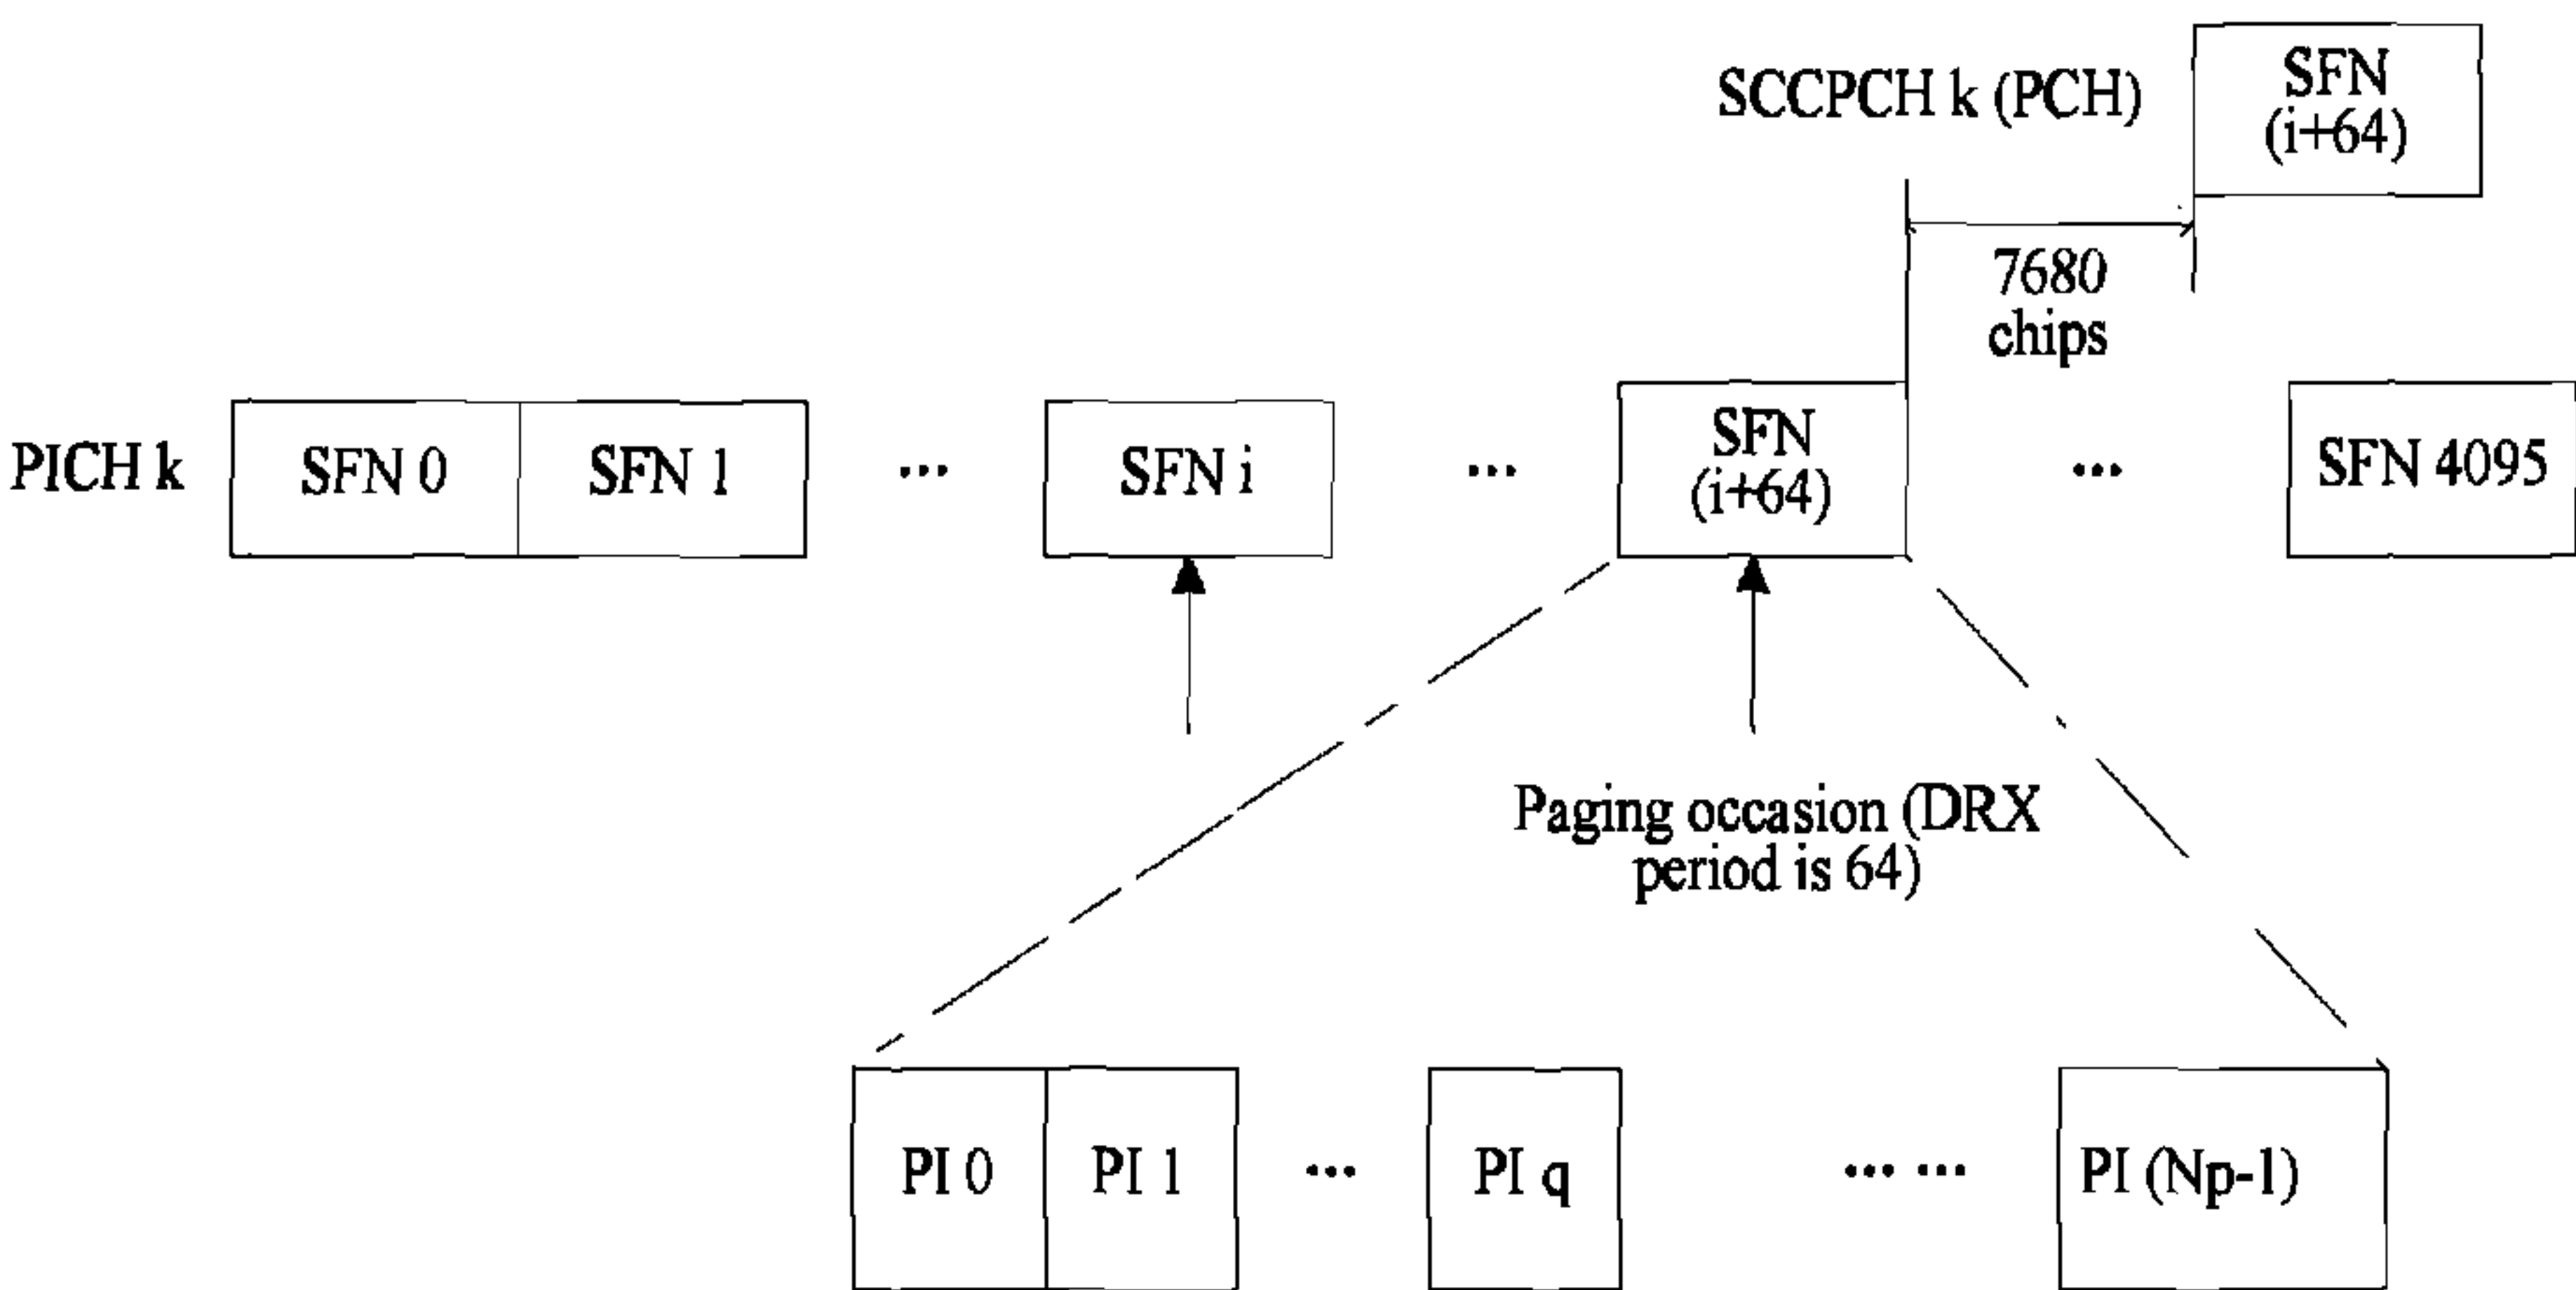 SCCPCH k (PCH)
SFN
(i+64)
7680
chips
PICH k
SFN 0
SFN 1
...
SFN i
...
SFN
(i+64)
...
SFN 4095
Paging occasion (DRX
period is 64)
PI 0
PI 1
...
PI q
... ...
PI (Np-1)